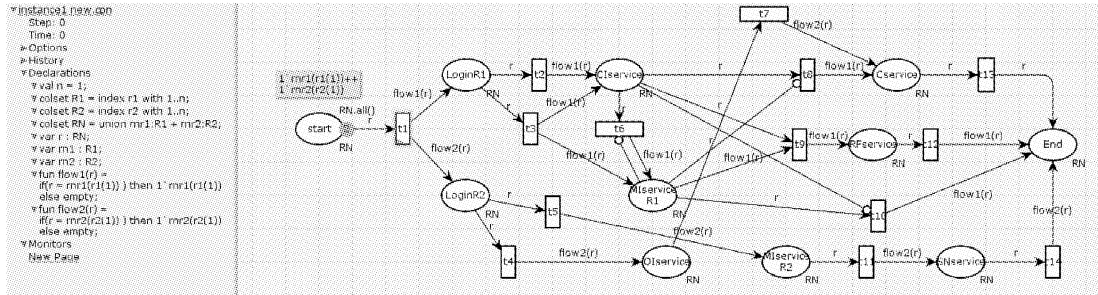 instance1 new.cpn
Step: 0
Time: 0
Options
History
Declarations
val n = 1;
colset R1 = index r1 with 1..n;
colset R2 = index r2 with 1..n;
colset RN = union mr1:R1 + mr2:R2;
var r : RN;
var rn1 : R1;
var rn2 : R2;
fun flow1(r) =
if(r = mr1(r1(1)) ) then 1`mr1(r1(1))
else empty;
fun flow2(r) =
if(r = mr2(r2(1)) ) then 1`mr2(r2(1))
else empty;
Monitors
New Page
t7
flow2(r)
LoginR1
r
t2
flow1(r)
CIservice
r
t8
flow1(r)
Cservice
r
t13
RN
RN
RN
1`mr1(r1(1))++
1`mr2(r2(1))
flow1(r)
r
flow1(r)
r
r
r
RN.all()
start
r
t1
t3
t6
r
t9
flow1(r)
RFservice
r
t12
flow1(r)
End
RN
RN
RN
flow2(r)
flow1(r)
flow1(r)
r
flow1(r)
LoginR2
r
MIservice
R1
r
t10
flow1(r)
RN
RN
t5
flow2(r)
flow2(r)
r
t4
flow2(r)
OIservice
MIservice
R2
r
t11
flow2(r)
SNservice
r
t14
RN
RN
RN